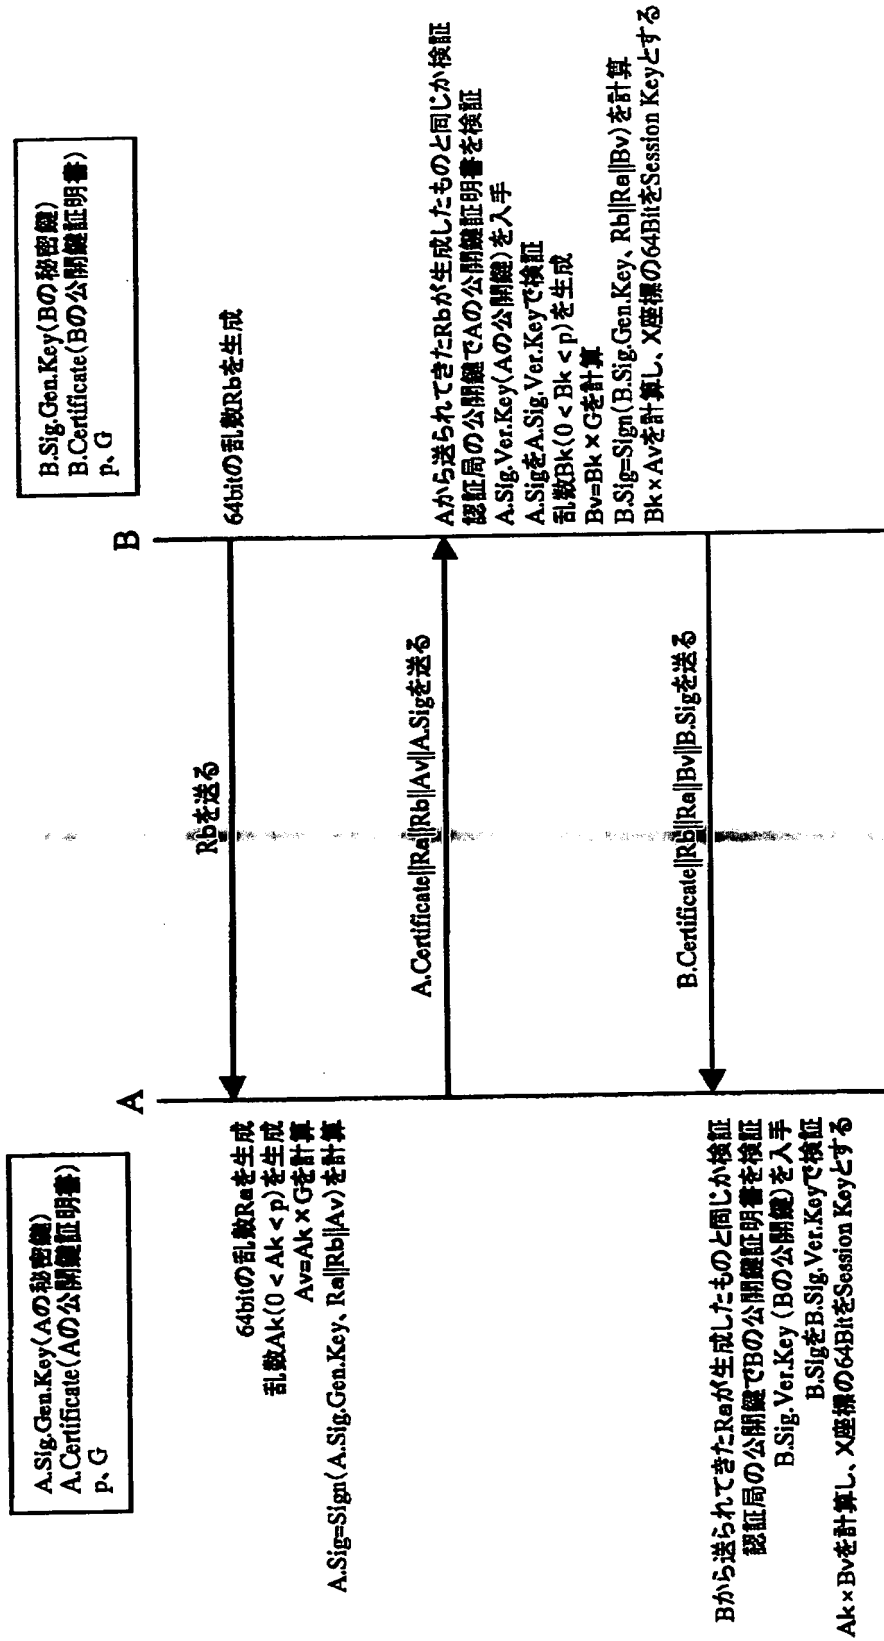 A
B
A.Sig.Gen.Key(Aの秘密鍵)
A.Certificate(Aの公開鍵証明書)
p、G
B.Sig.Gen.Key(Bの秘密鍵)
B.Certificate(Bの公開鍵証明書)
p、G
64bitの乱数Rbを生成
Rbを送る
64bitの乱数Raを生成
乱数Ak(0 < Ak < p)を生成
Av=Ak×Gを計算
A.Sig=Sign(A.Sig.Gen.Key、Ra||Rb||Av)を計算
A.Certificate||Ra||Rb||Av||A.Sigを送る
Aから送られてきたRbが生成したものと同じか検証
認証局の公開鍵でAの公開鍵証明書を検証
A.Sig.Ver.Key(Aの公開鍵)を入手
A.SigをA.Sig.Ver.Keyで検証
乱数Bk(0 < Bk < p)を生成
Bv=Bk×Gを計算
B.Sig=Sign(B.Sig.Gen.Key、Rb||Ra||Bv)を計算
Bk×Avを計算し、X座標の64BitをSession Keyとする
B.Certificate||Rb||Ra||Bv||B.Sigを送る
Bから送られてきたRaが生成したものと同じか検証
認証局の公開鍵でBの公開鍵証明書を検証
B.Sig.Ver.Key (Bの公開鍵)を入手
B.SigをB.Sig.Ver.Keyで検証
Ak×Bvを計算し、X座標の64BitをSession Keyとする